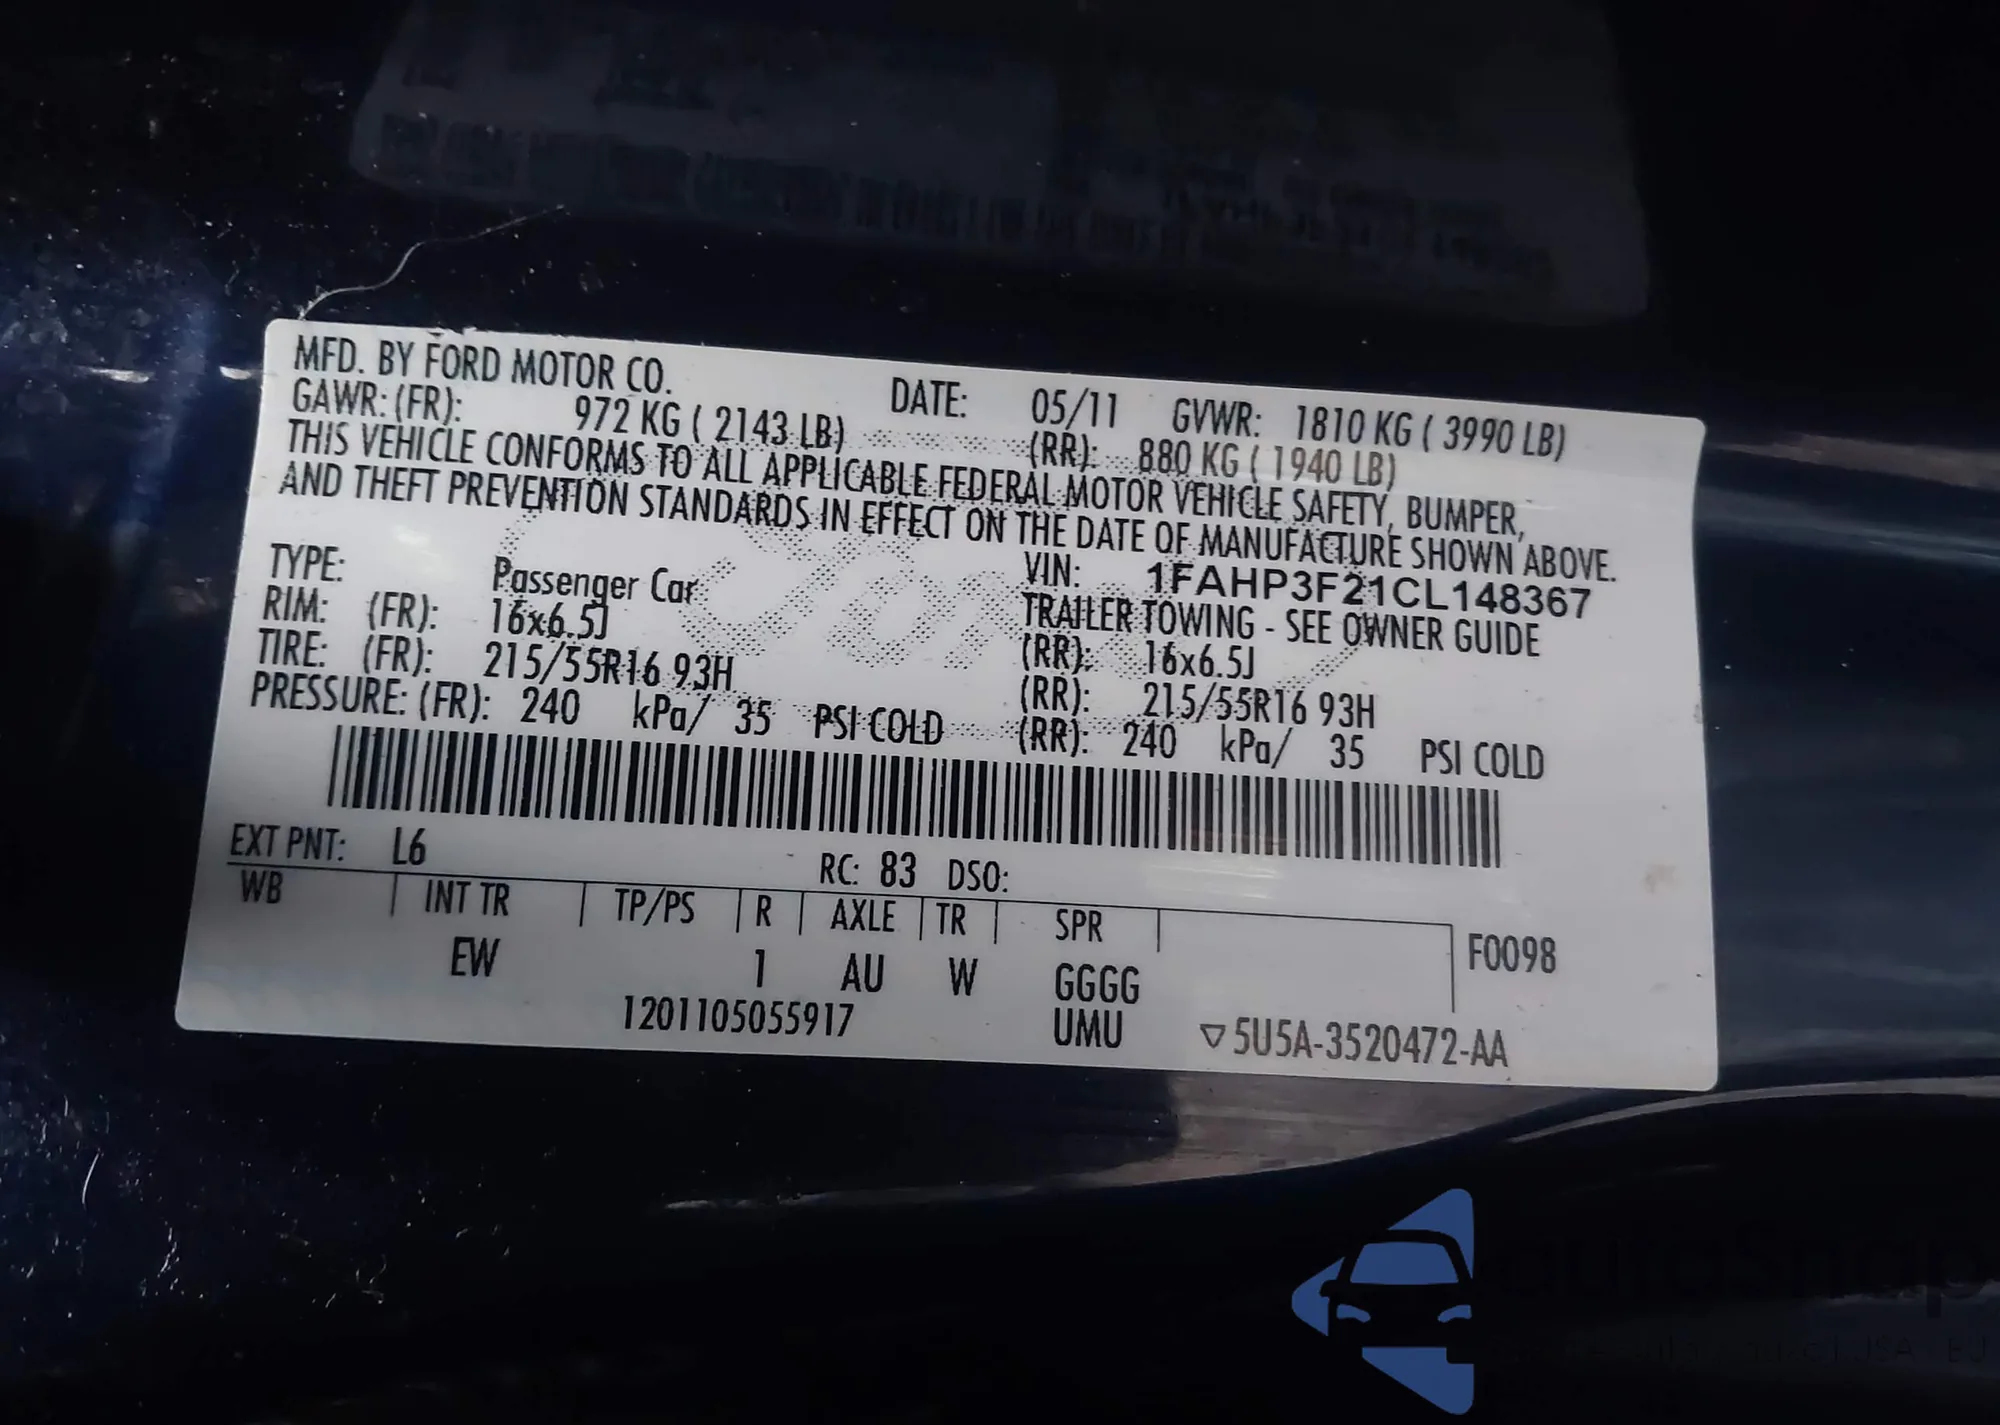 MFD. BY FORD MOTOR CO. DATE: 05/11 GVWR: 1810 KG ( 3990 LB)
GAWR: (FR): 972 KG ( 2143 LB) (RR): 880 KG ( 1940 LB)
THIS VEHICLE CONFORMS TO ALL APPLICABLE FEDERAL MOTOR VEHICLE SAFETY, BUMPER,
AND THEFT PREVENTION STANDARDS IN EFFECT ON THE DATE OF MANUFACTURE SHOWN ABOVE.
VIN: 1FAHP3F21CL148367
TYPE: Passenger Car TRAILER TOWING - SEE OWNER GUIDE
RIM: (FR): 16x6.5J (RR): 16x6.5J
TIRE: (FR): 215/55R16 93H (RR): 215/55R16 93H
PRESSURE: (FR): 240 kPa/ 35 PSI COLD (RR): 240 kPa/ 35 PSI COLD
EXT PNT: L6 RC: 83 DSO:
WB INT TR TP/PS R AXLE TR SPR F0098
EW 1 AU W GGGG
1201105055917 UMU ▽5U5A-3520472-AA